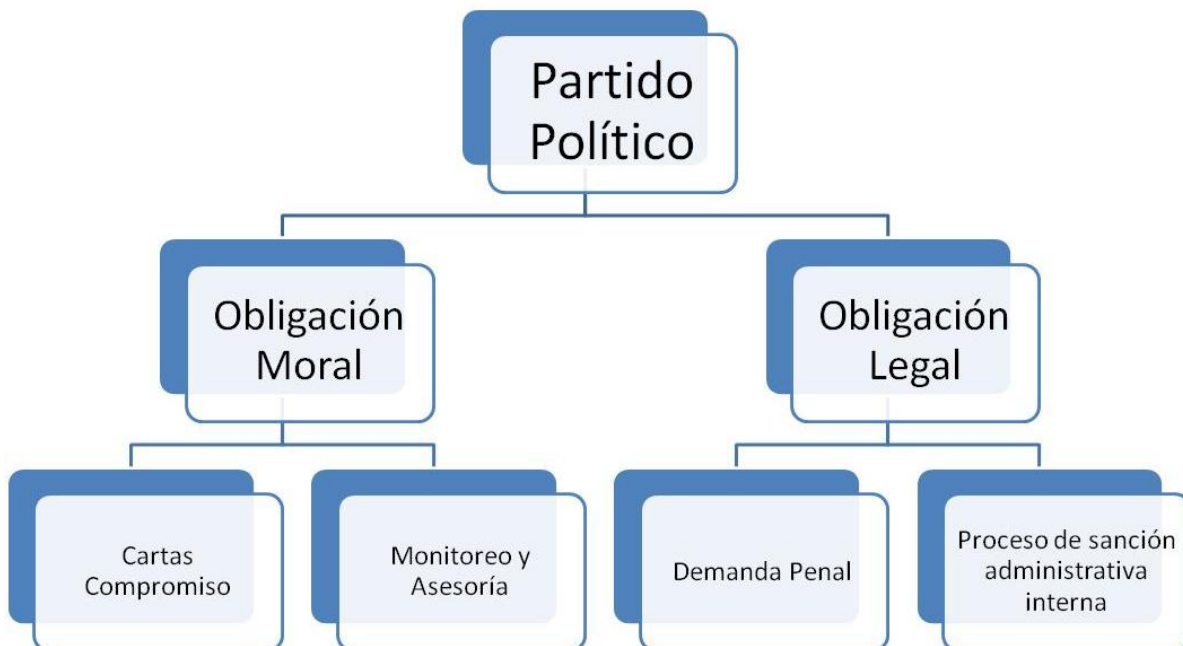 Partido
Político
Obligación
Moral
Obligación
Legal
Cartas
Compromiso
Monitoreo y
Asesoría
Demanda Penal
Proceso de sanción
administrativa
interna